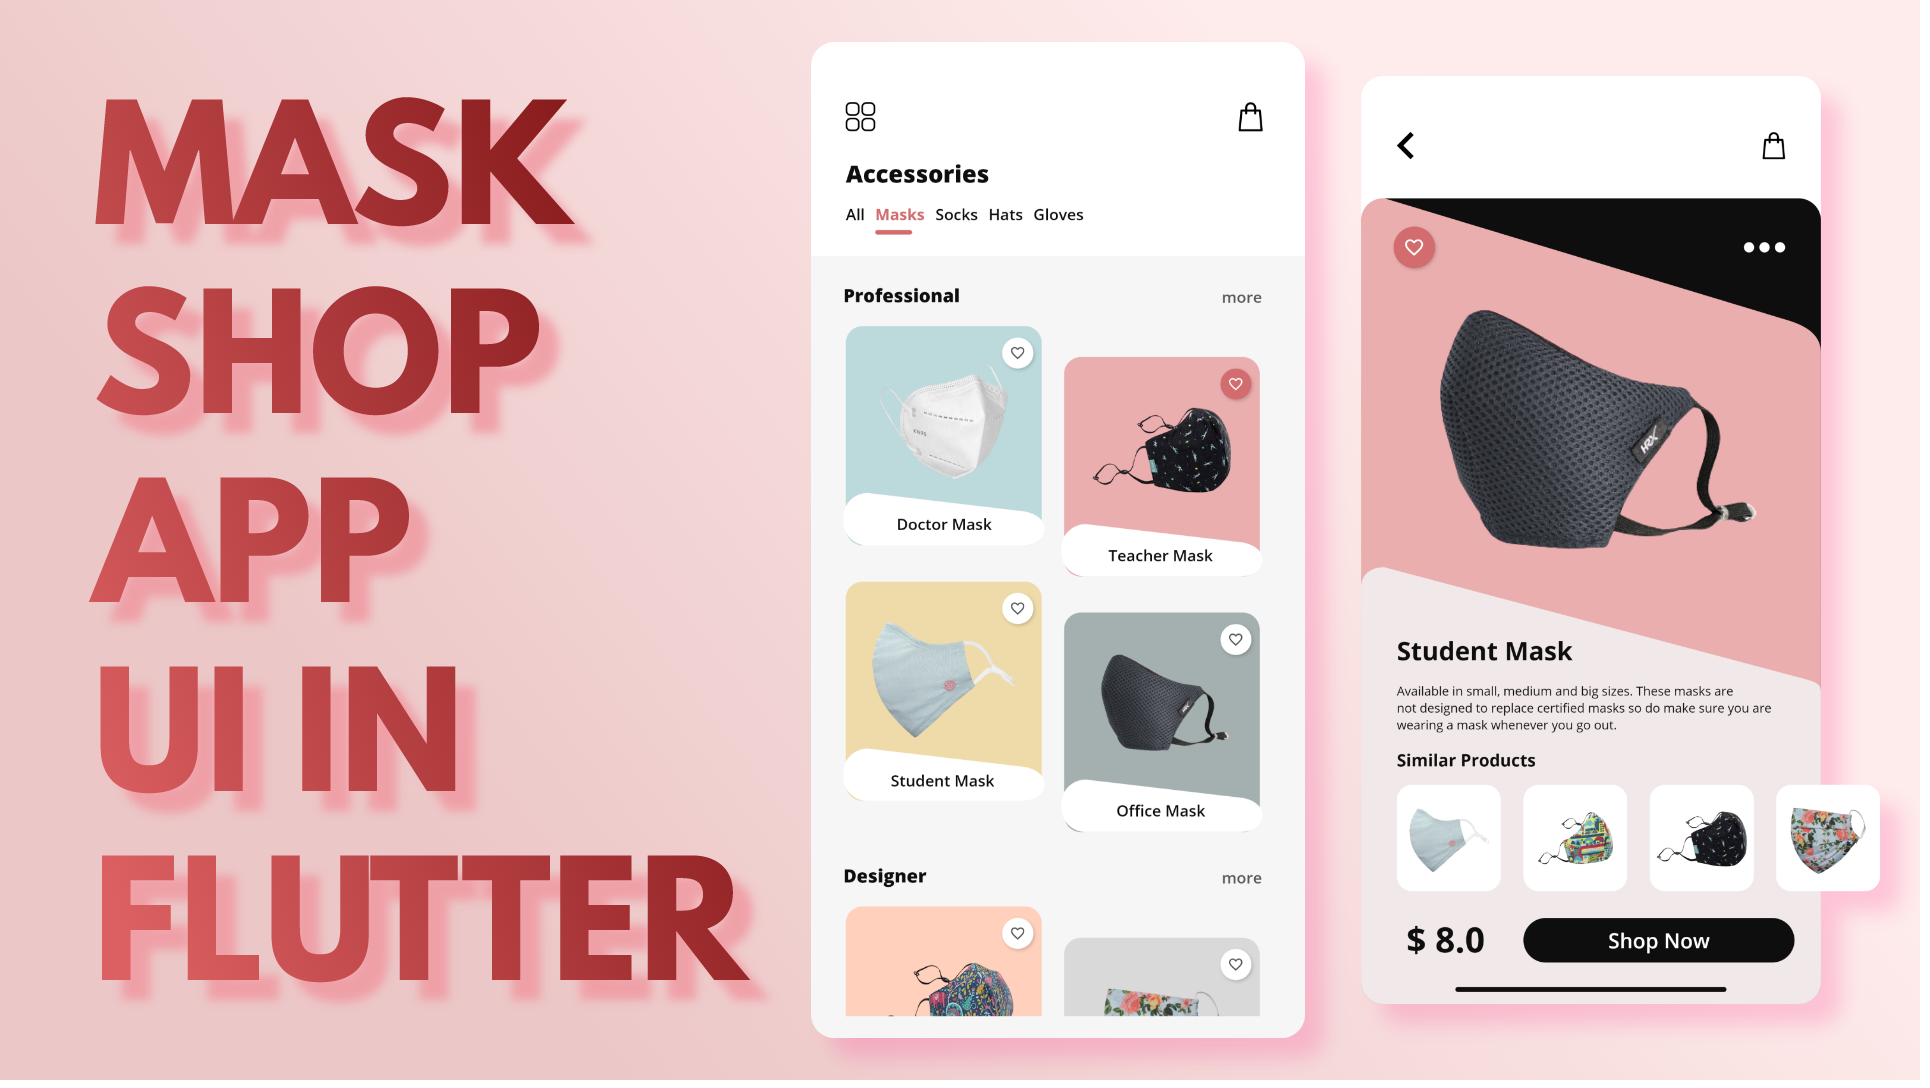 MASK
SHOP
APP
UI IN
FLUTTER
Accessories
All Masks Socks Hats Gloves
Professional more
KN95
Doctor Mask
Teacher Mask
HRX
Student Mask
Office Mask
Designer more
HRX
Student Mask
Available in small, medium and big sizes. These masks are
not designed to replace certified masks so do make sure you are
wearing a mask whenever you go out.
Similar Products
$ 8.0 Shop Now